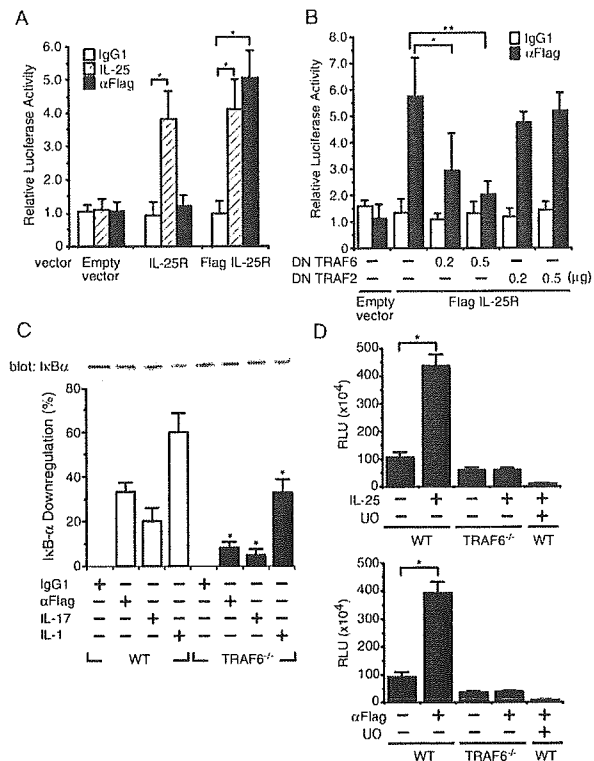 A
Relative Luciferase Activity
7.0
6.0
5.0
4.0
3.0
2.0
1.0
0
IgG1
IL-25
αFlag
*
*
*
vector
Empty vector
IL-25R
Flag IL-25R
B
Relative Luciferase Activity
8.0
7.0
6.0
5.0
4.0
3.0
2.0
1.0
0
IgG1
αFlag
**
*
DN TRAF6 – – 0.2 0.5 – –
DN TRAF2 – – – – 0.2 0.5 (μg)
Empty vector
Flag IL-25R
C
blot: IκBα
IκB-α Downregulation (%)
80
60
40
20
0
* * *
IgG1 + – – – + – – –
αFlag – + – – – + – –
IL-17 – – + – – – + –
IL-1 – – – + – – – +
WT
TRAF6-/-
D
RLU (x10⁴)
500
400
300
200
100
0
*
IL-25 – + – + +
UO – – – – +
WT
TRAF6-/-
WT
RLU (x10⁴)
500
400
300
200
100
0
*
αFlag – + – + +
UO – – – – +
WT
TRAF6-/-
WT